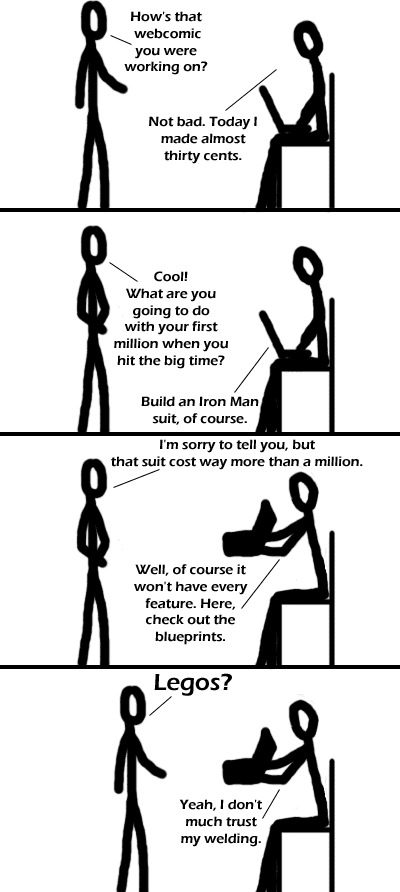 How's that
webcomic
you were
working on?
Not bad. Today I
made almost
thirty cents.
Cool!
What are you
going to do
with your first
million when you
hit the big time?
Build an Iron Man
suit, of course.
I'm sorry to tell you, but
that suit cost way more than a million.
Well, of course it
won't have every
feature. Here,
check out the
blueprints.
Legos?
Yeah, I don't
much trust
my welding.